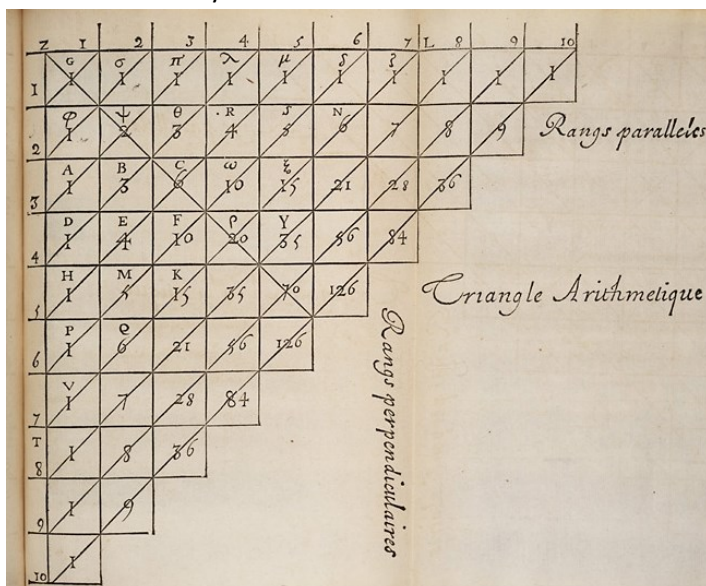 Z 1 2 3 4 5 6 7 L 8 9 10
G σ π λ μ δ ζ
1 1 1 1 1 1 1 1 1 1 1
φ ψ θ R S N
2 1 2 3 4 5 6 7 8 9
Rangs paralleles
A B C ω ξ
3 1 3 6 10 15 21 28 36
D E F ρ Y
4 1 4 10 20 35 56 84
H M K
5 1 5 15 35 70 126
Triangle Arithmetique
P Q
6 1 6 21 56 126
V
7 1 7 28 84
T
8 1 8 36
9 1 9
10 1
Rangs perpendiculaires